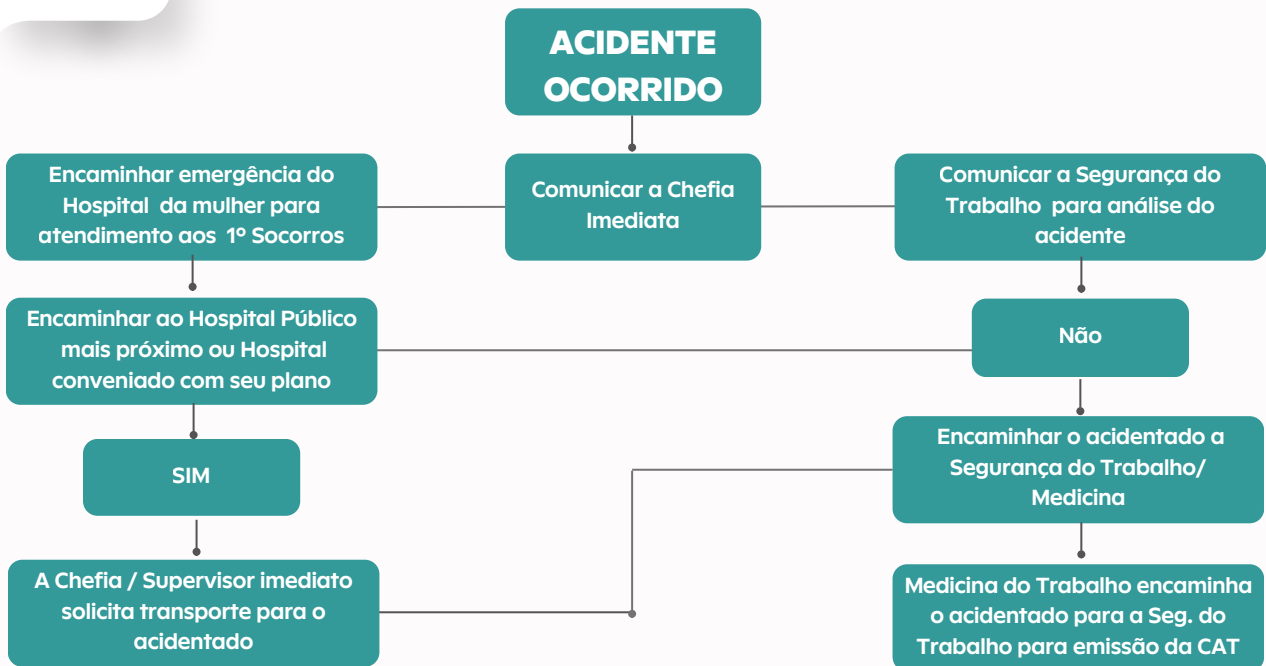 ACIDENTE
OCORRIDO
Encaminhar emergência do
Hospital da mulher para
atendimento aos 1º Socorros
Comunicar a Chefia
Imediata
Comunicar a Segurança do
Trabalho para análise do
acidente
Encaminhar ao Hospital Público
mais próximo ou Hospital
conveniado com seu plano
Não
SIM
Encaminhar o acidentado a
Segurança do Trabalho/
Medicina
A Chefia / Supervisor imediato
solicita transporte para o
acidentado
Medicina do Trabalho encaminha
o acidentado para a Seg. do
Trabalho para emissão da CAT